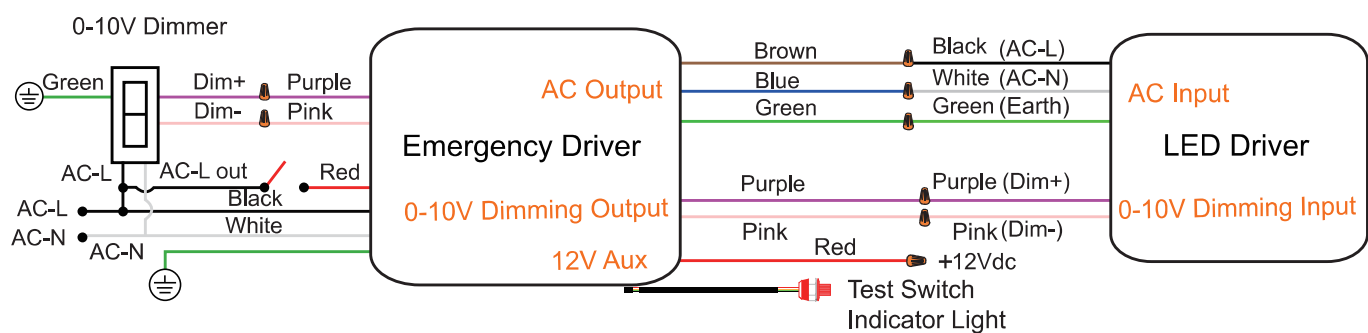 0-10V Dimmer
Green
Dim+
Purple
Dim-
Pink
AC-L
AC-L out
Red
AC-L
Black
AC-N
White
AC-N
AC Output
Emergency Driver
0-10V Dimming Output
12V Aux
Brown
Black (AC-L)
Blue
White (AC-N)
Green
Green (Earth)
Purple
Purple (Dim+)
Pink
Pink (Dim-)
Red
+12Vdc
Test Switch
Indicator Light
AC Input
LED Driver
0-10V Dimming Input